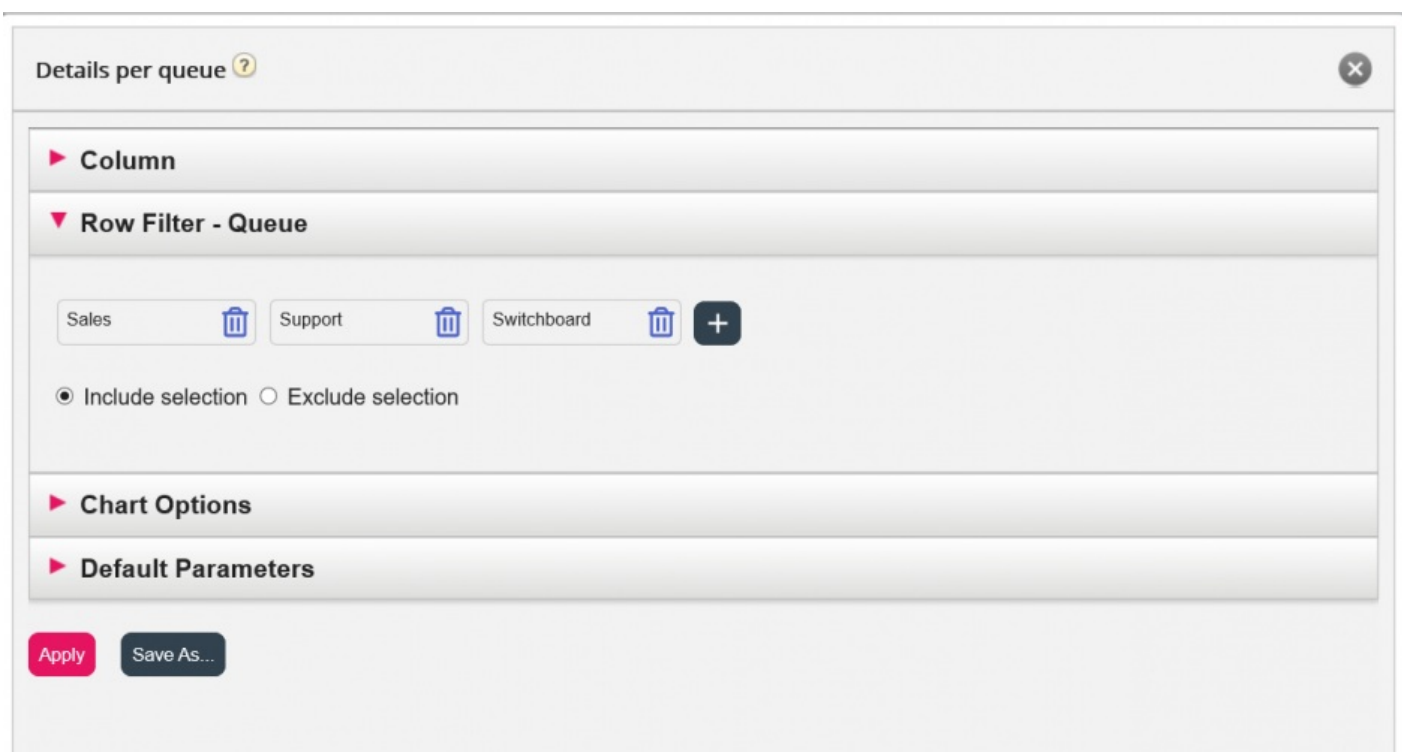 Details per queue ?
Column
Row Filter - Queue
Sales Support Switchboard +
Include selection Exclude selection
Chart Options
Default Parameters
Apply Save As...